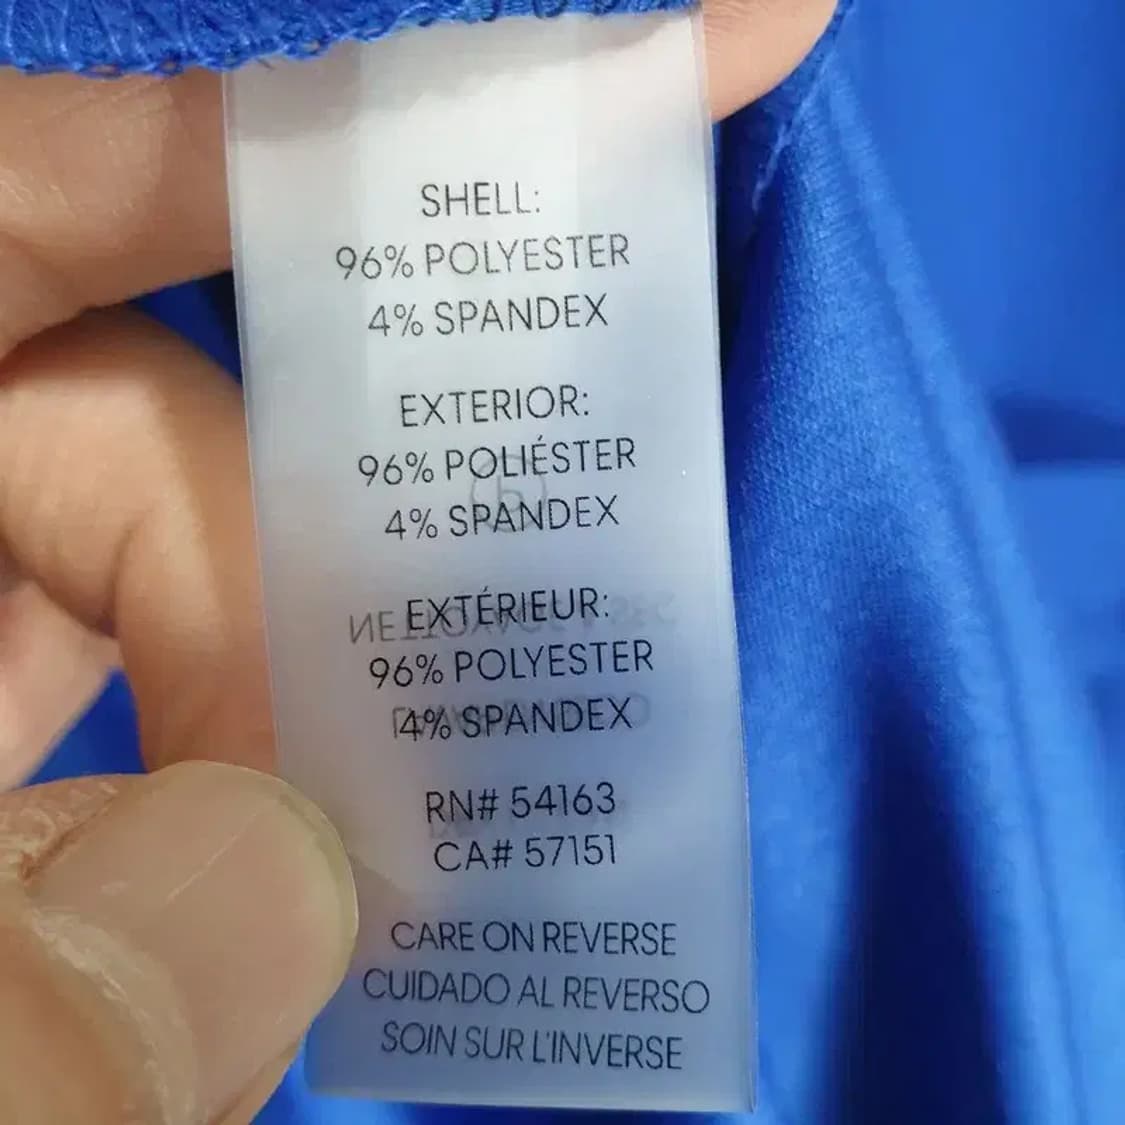 SHELL:
96% POLYESTER
4% SPANDEX
EXTERIOR:
96% POLIÉSTER
4% SPANDEX
EXTÉRIEUR:
96% POLYESTER
4% SPANDEX
RN# 54163
CA# 57151
CARE ON REVERSE
CUIDADO AL REVERSO
SOIN SUR L'INVERSE